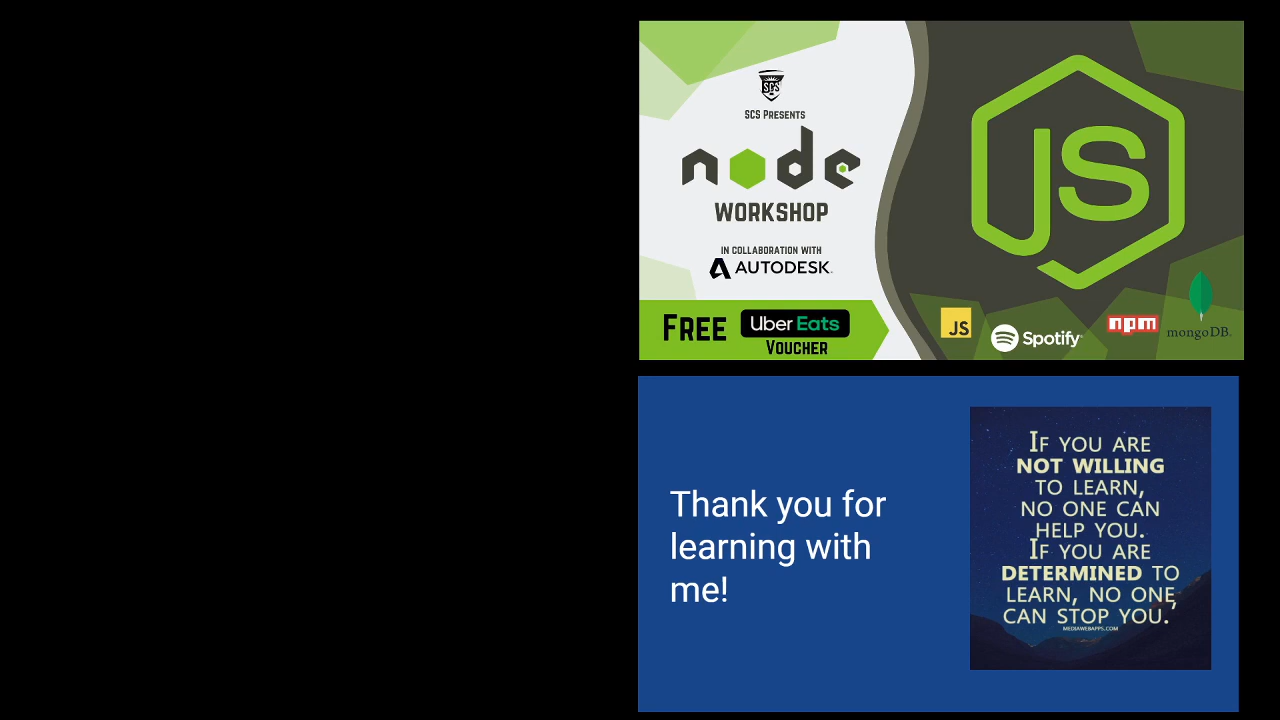 SCS
SCS PRESENTS
node
WORKSHOP
IN COLLABORATION WITH
AUTODESK.
FREE
Uber Eats
VOUCHER
JS
JS
Spotify
npm
mongoDB.
Thank you for
learning with
me!
IF YOU ARE
NOT WILLING
TO LEARN,
NO ONE CAN
HELP YOU.
IF YOU ARE
DETERMINED TO
LEARN, NO ONE
CAN STOP YOU.
MEDIAWEBAPPS.COM